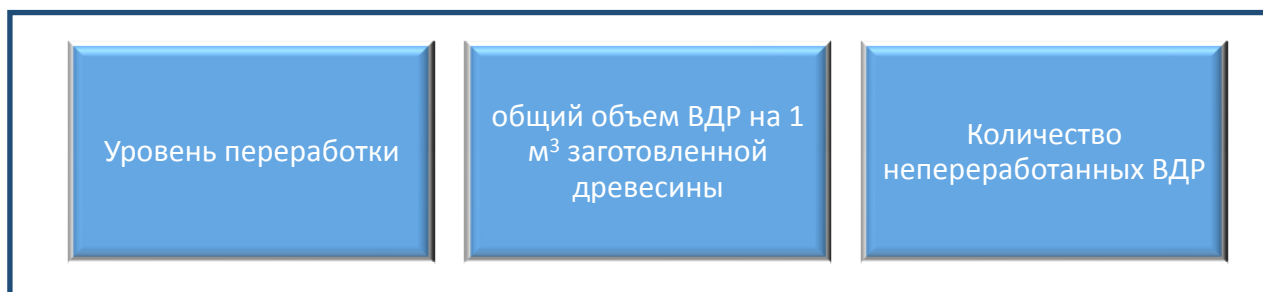 Уровень переработки
общий объем ВДР на 1
м³ заготовленной
древесины
Количество
непереработанных ВДР